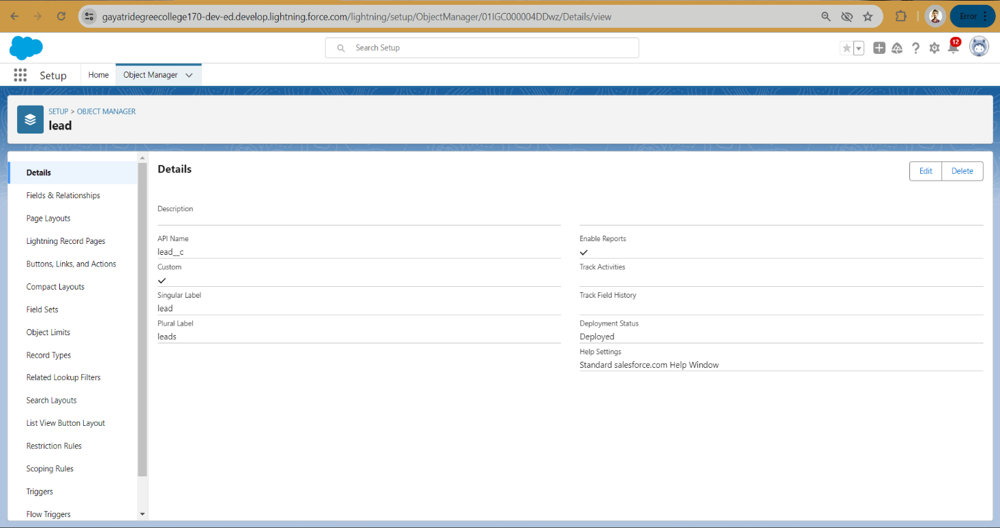 gayatridegreecollege170-dev-ed.develop.lightning.force.com/lightning/setup/ObjectManager/01IGC000004DDwz/Details/view
Error
Search Setup
12
Setup
Home
Object Manager
SETUP > OBJECT MANAGER
lead
Details
Fields & Relationships
Page Layouts
Lightning Record Pages
Buttons, Links, and Actions
Compact Layouts
Field Sets
Object Limits
Record Types
Related Lookup Filters
Search Layouts
List View Button Layout
Restriction Rules
Scoping Rules
Triggers
Flow Triggers
Details
Edit
Delete
Description
API Name
lead__c
Custom
Singular Label
lead
Plural Label
leads
Enable Reports
Track Activities
Track Field History
Deployment Status
Deployed
Help Settings
Standard salesforce.com Help Window